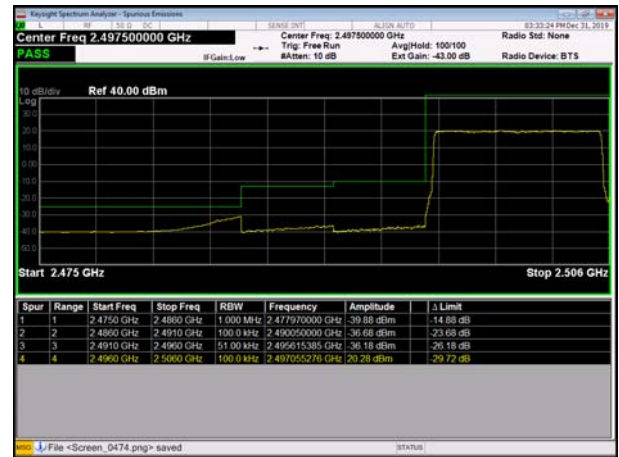 Keysight Spectrum Analyzer - Spurious Emissions
L RF 50 Ω DC SENSE:INT ALIGN AUTO 03:33:24 PM Dec 31, 2019
Center Freq 2.497500000 GHz Center Freq: 2.497500000 GHz Radio Std: None
Trig: Free Run Avg|Hold: 100/100
PASS IFGain:Low #Atten: 10 dB Ext Gain: -43.00 dB Radio Device: BTS
10 dB/div Ref 40.00 dBm
Log
30.0
20.0
10.0
0.00
-10.0
-20.0
-30.0
-40.0
-50.0
Start 2.475 GHz Stop 2.506 GHz
Spur Range Start Freq Stop Freq RBW Frequency Amplitude Δ Limit
1 1 2.4750 GHz 2.4860 GHz 1.000 MHz 2.477970000 GHz -39.88 dBm -14.88 dB
2 2 2.4860 GHz 2.4910 GHz 100.0 kHz 2.490050000 GHz -36.68 dBm -23.68 dB
3 3 2.4910 GHz 2.4960 GHz 51.00 kHz 2.495615385 GHz -36.18 dBm -26.18 dB
4 4 2.4960 GHz 2.5060 GHz 100.0 kHz 2.497055276 GHz 20.28 dBm -29.72 dB
MSG File <Screen_0474.png> saved STATUS